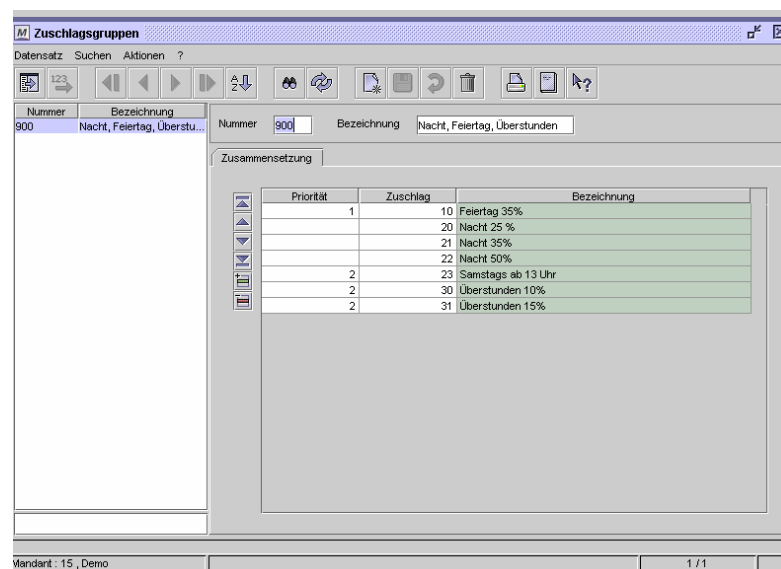 M Zuschlagsgruppen
Datensatz Suchen Aktionen ?
123
A Z
?
Nummer Bezeichnung
900 Nacht, Feiertag, Überstu...
Nummer 900 Bezeichnung Nacht, Feiertag, Überstunden
Zusammensetzung
Priorität Zuschlag Bezeichnung
1 10 Feiertag 35%
20 Nacht 25 %
21 Nacht 35%
22 Nacht 50%
2 23 Samstags ab 13 Uhr
2 30 Überstunden 10%
2 31 Überstunden 15%
Mandant : 15 , Demo 1 / 1